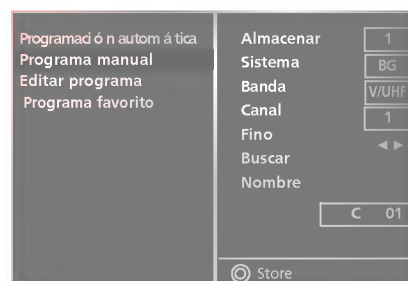 Programació n autom á tica
Programa manual
Editar programa
Programa favorito
Almacenar 1
Sistema BG
Banda V/UHF
Canal 1
Fino ◄ ►
Buscar
Nombre
C 01
Store